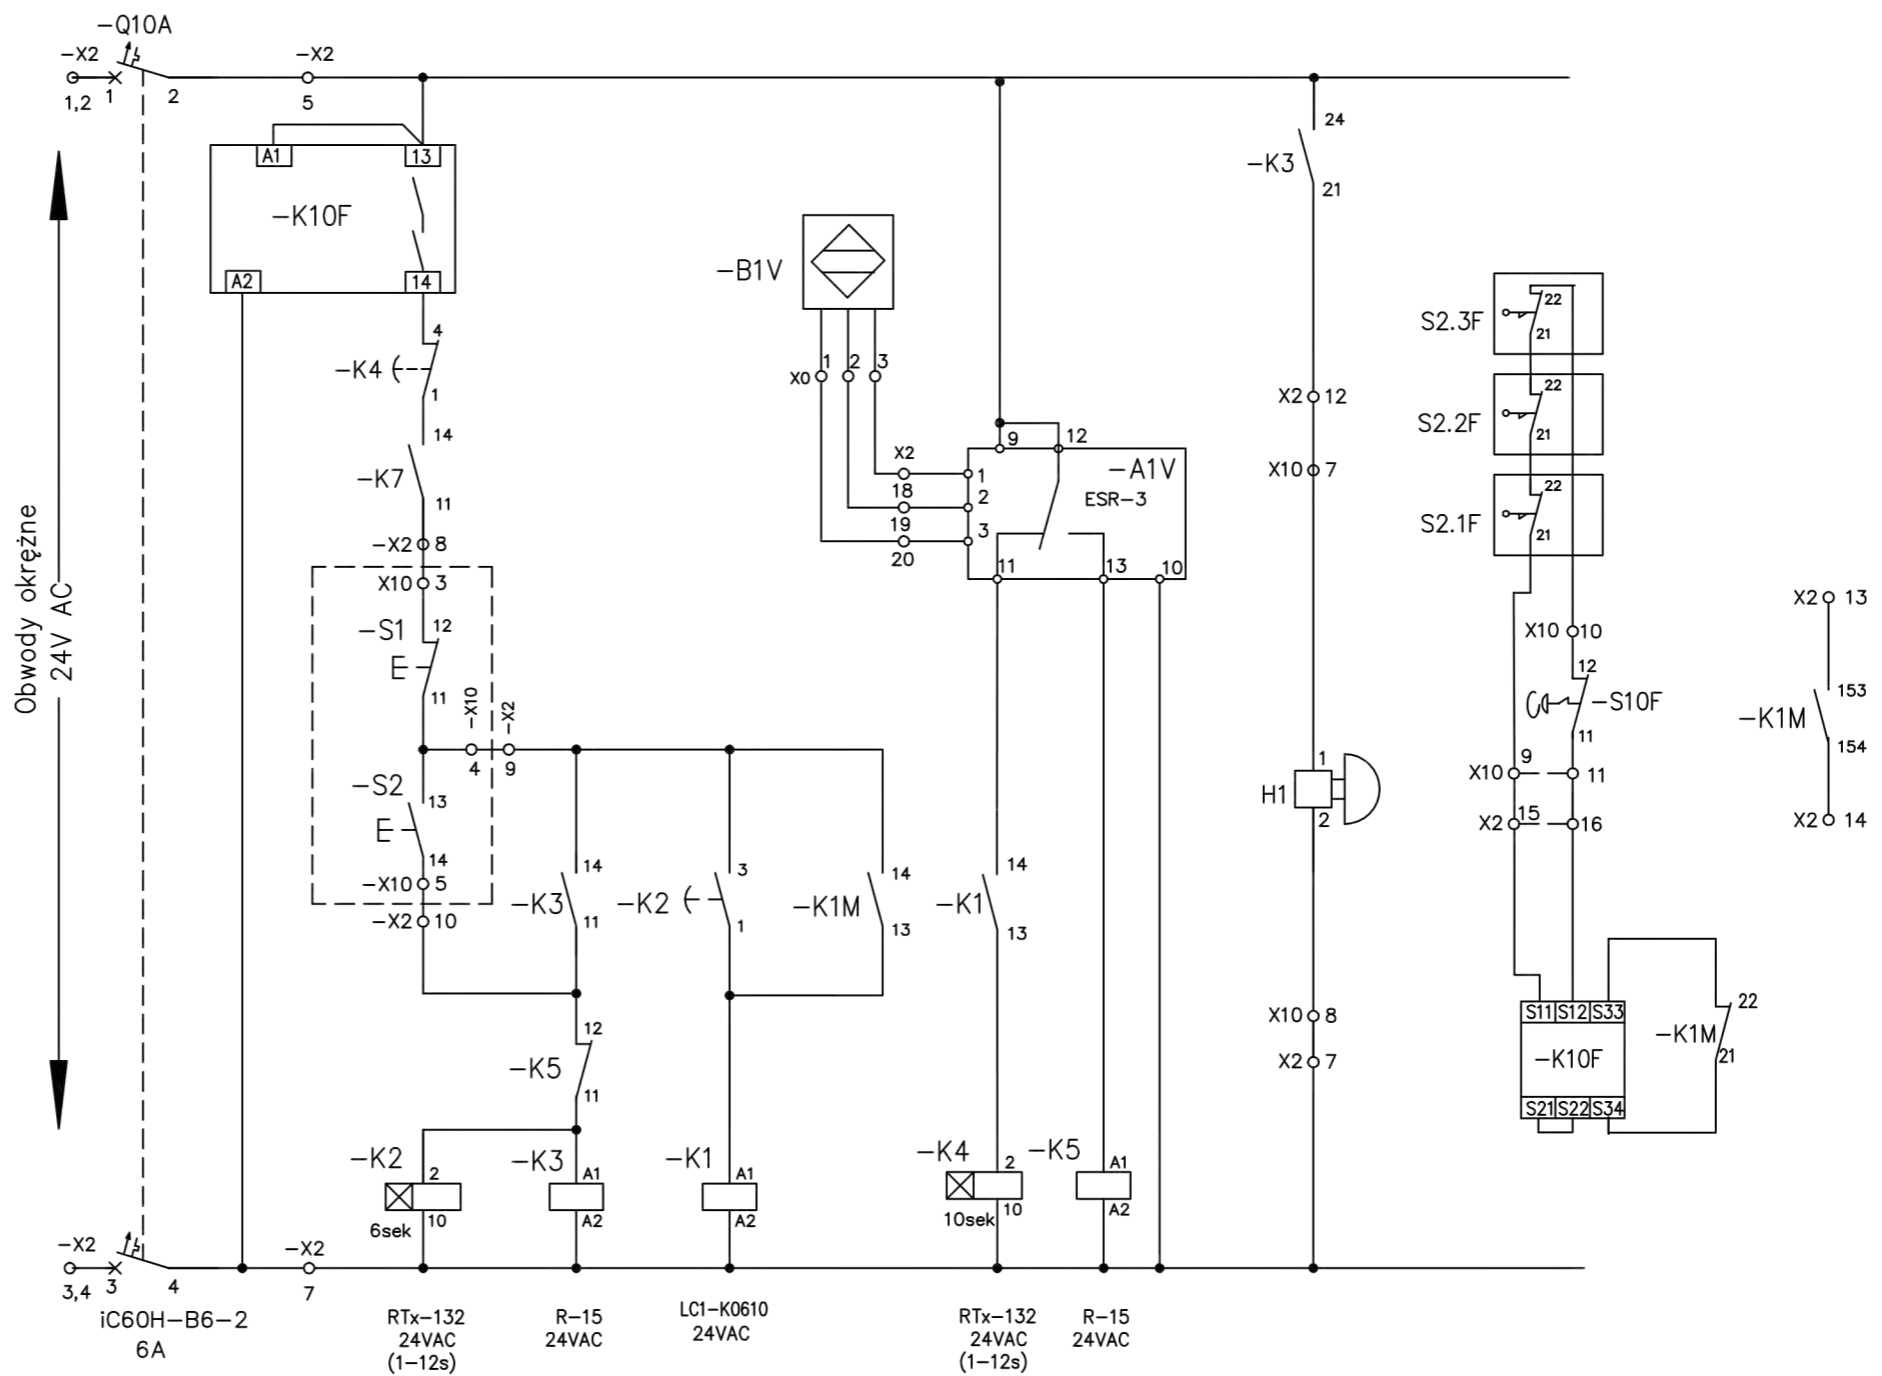 -Q10A
-X2
1,2
1
2
-X2
5
A1
13
-K10F
A2
14
Obwody okrężne
24V AC
4
-K4
1
14
-K7
11
-X2 8
X10 3
-S1
12
11
-X10
4
-X2
9
-S2
13
14
-X10 5
-X2 10
-K3
14
11
-K2
3
1
-K1M
14
13
-K5
12
11
-K2
2
10
6sek
-K3
A1
A2
-K1
A1
A2
-B1V
X0
1
2
3
X2
18
19
20
1
2
3
9
12
-A1V
ESR-3
11
13
10
-K1
14
13
-K4
2
10
10sek
-K5
A1
A2
24
-K3
21
X2 12
X10 7
H1
1
2
X10 8
X2 7
S2.3F
22
21
S2.2F
22
21
S2.1F
22
21
X10 10
12
-S10F
11
X10 9
11
X2 15
16
S11 S12 S33
-K10F
S21 S22 S34
-K1M
22
21
X2 13
153
-K1M
154
X2 14
-X2
3,4
3
4
-X2
7
iC60H-B6-2
6A
RTx-132
24VAC
(1-12s)
R-15
24VAC
LC1-K0610
24VAC
RTx-132
24VAC
(1-12s)
R-15
24VAC